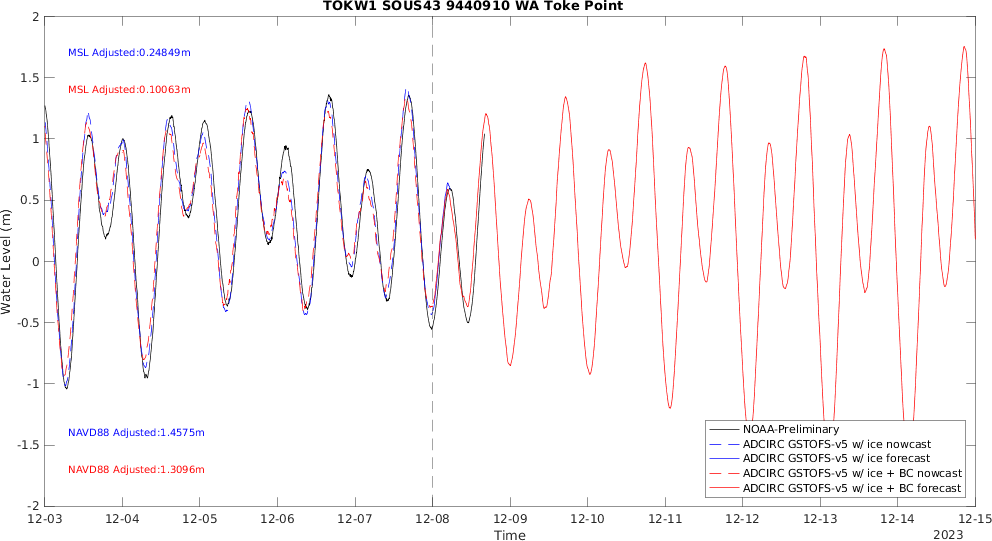 TOKW1 SOUS43 9440910 WA Toke Point
2
1.5
1
0.5
0
-0.5
-1
-1.5
-2
Water Level (m)
MSL Adjusted:0.24849m
MSL Adjusted:0.10063m
NAVD88 Adjusted:1.4575m
NAVD88 Adjusted:1.3096m
NOAA-Preliminary
ADCIRC GSTOFS-v5 w/ ice nowcast
ADCIRC GSTOFS-v5 w/ ice forecast
ADCIRC GSTOFS-v5 w/ ice + BC nowcast
ADCIRC GSTOFS-v5 w/ ice + BC forecast
12-03 12-04 12-05 12-06 12-07 12-08 12-09 12-10 12-11 12-12 12-13 12-14 12-15
Time
2023